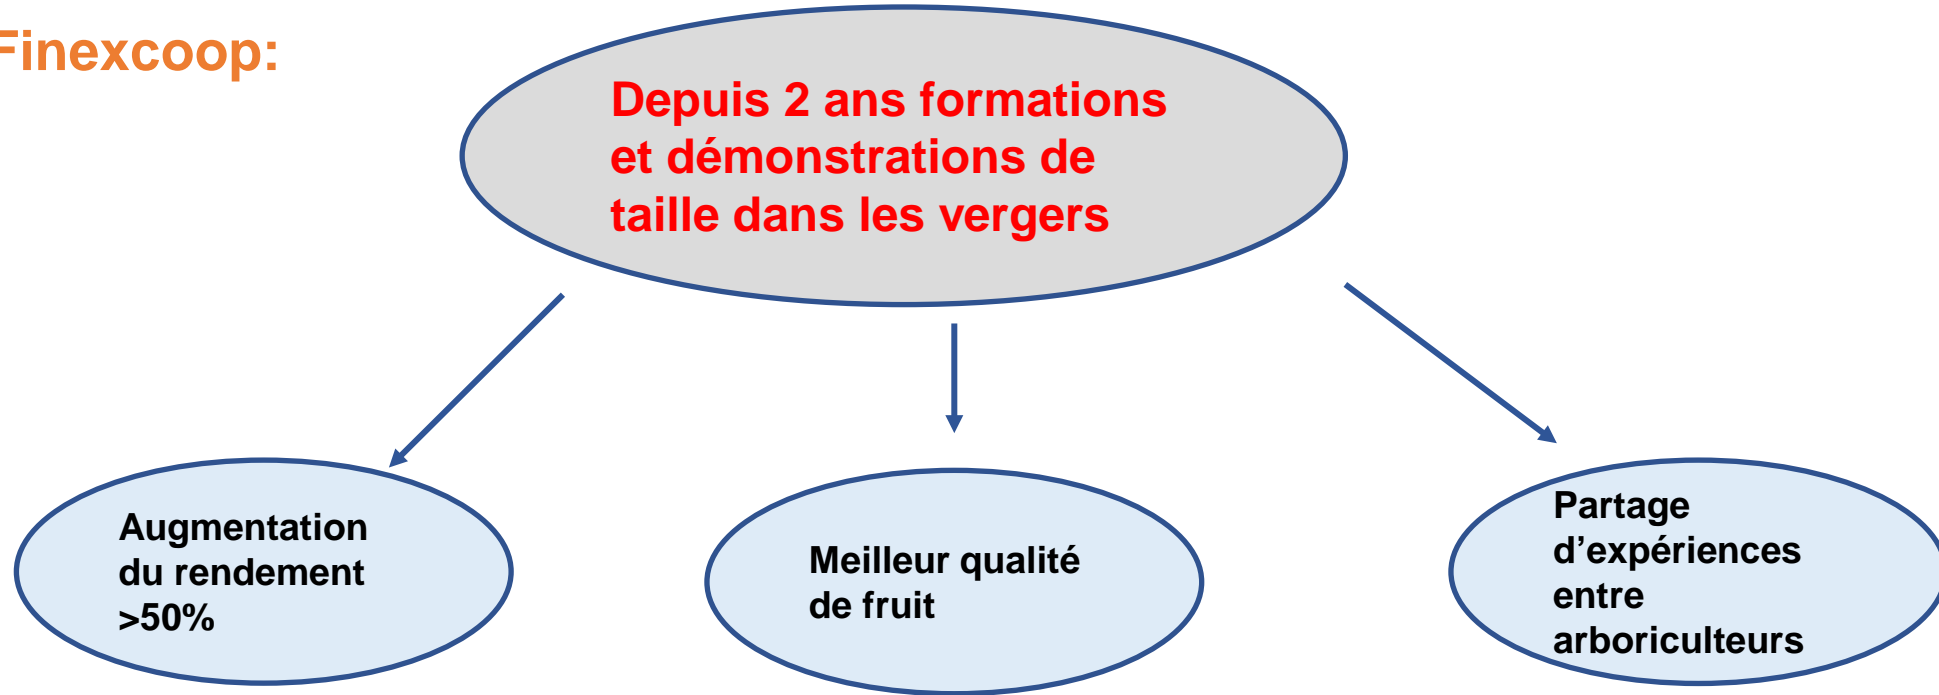 Finexcoop:
Depuis 2 ans formations
et démonstrations de
taille dans les vergers
Augmentation
du rendement
>50%
Meilleur qualité
de fruit
Partage
d’expériences
entre
arboriculteurs